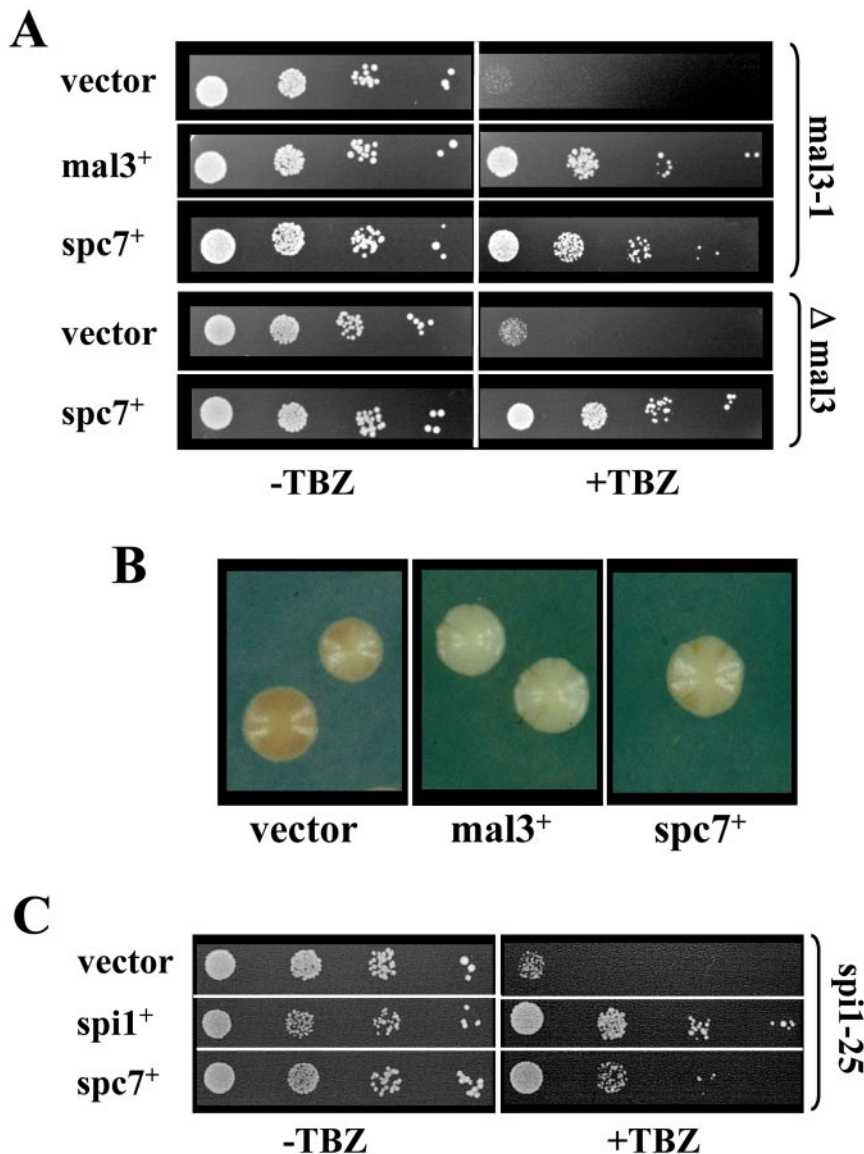 A
vector
mal3+
spc7+
mal3-1
vector
spc7+
Δ mal3
-TBZ +TBZ
B
vector mal3+ spc7+
C
vector
spi1+
spc7+
spi1-25
-TBZ +TBZ